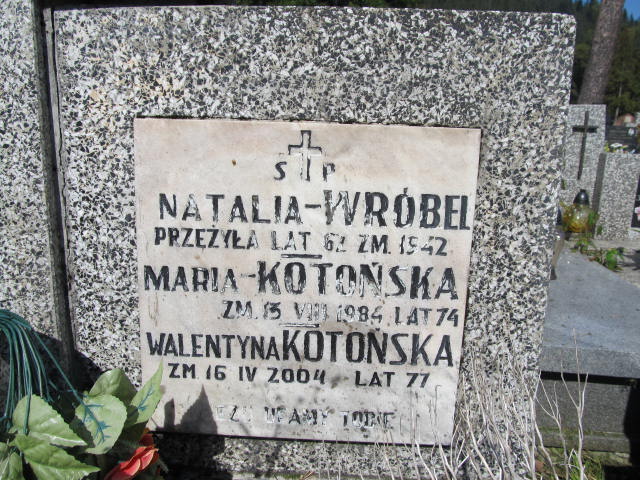 S P
NATALIA-WRÓBEL
PRZEŻYŁA LAT ZM. 1942
MARIA-KOTOŃSKA
ZM. 13 VIII 1984 LAT 74
WALENTYNA KOTOŃSKA
ZM 16 IV 2004 LAT 77
UFAMY TOBIE